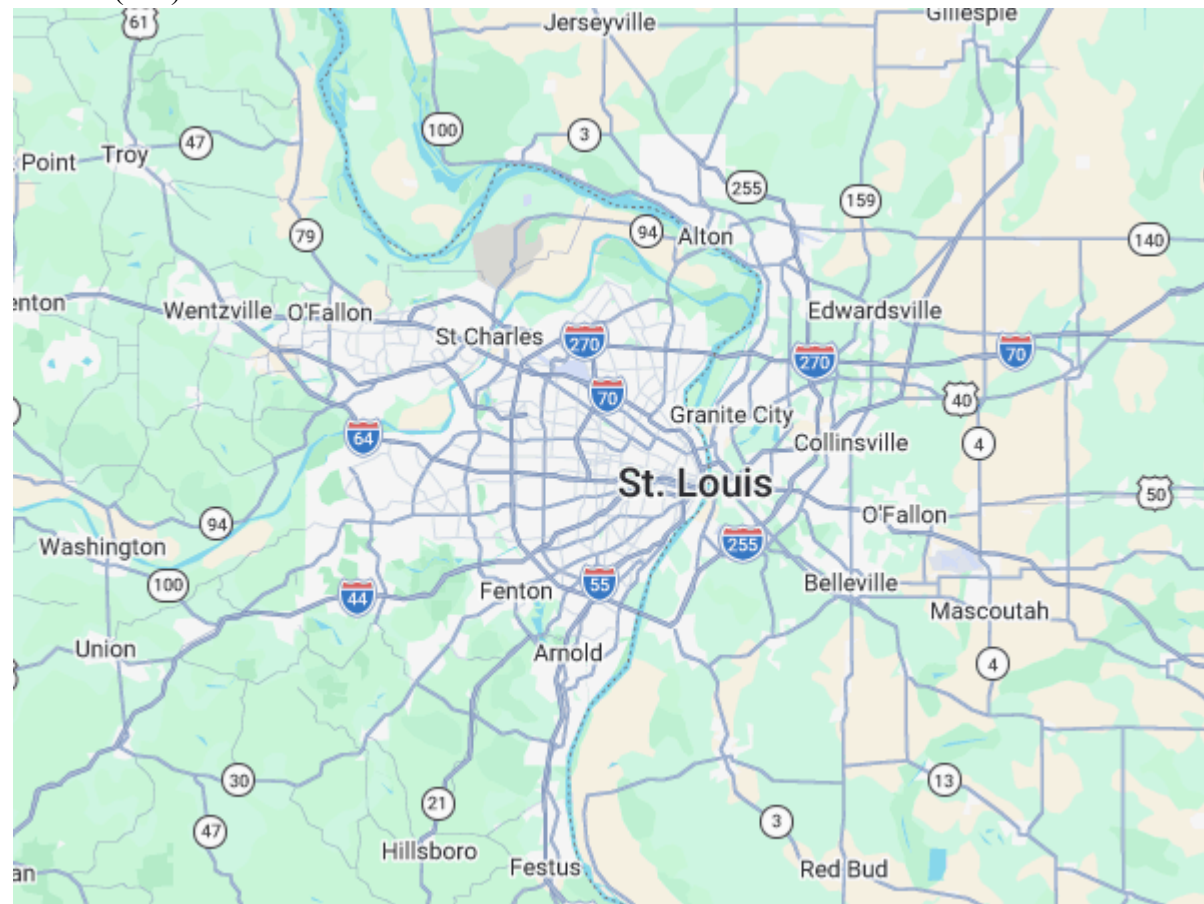 61
Jerseyville
Gillespie
100
3
47
Point
Troy
255
159
79
94
Alton
140
enton
Wentzville
O'Fallon
Edwardsville
St Charles
270
270
70
70
40
Granite City
64
Collinsville
4
St. Louis
50
94
O'Fallon
Washington
255
100
Fenton
55
Belleville
44
Mascoutah
Union
Arnold
4
30
13
21
3
47
Hillsboro
Festus
Red Bud
an